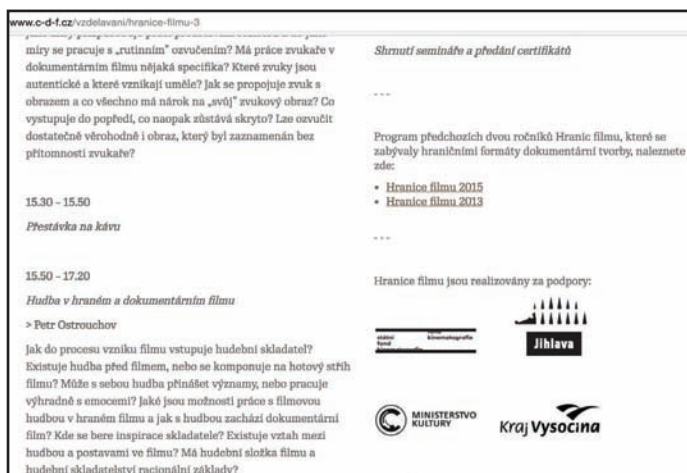 www.c-d-f.cz/vzdelavani/hranice-filmu-3
míry se pracuje s „rutinním" ozvučením? Má práce zvukaře v
dokumentárním filmu nějaká specifika? Které zvuky jsou
autentické a které vznikají uměle? Jak se propojuje zvuk s
obrazem a co všechno má nárok na „svůj" zvukový obraz? Co
vystupuje do popředí, co naopak zůstává skryto? Lze ozvučit
dostatečně věrohodně i obraz, který byl zaznamenán bez
přítomnosti zvukaře?
15.30 – 15.50
Přestávka na kávu
15.50 – 17.20
Hudba v hraném a dokumentárním filmu
> Petr Ostrouchov
Jak do procesu vzniku filmu vstupuje hudební skladatel?
Existuje hudba před filmem, nebo se komponuje na hotový střih
filmu? Může s sebou hudba přinášet významy, nebo pracuje
výhradně s emocemi? Jaké jsou možnosti práce s filmovou
hudbou v hraném filmu a jak s hudbou zachází dokumentární
film? Kde se bere inspirace skladatele? Existuje vztah mezi
hudbou a postavami ve filmu? Má hudební složka filmu a
hudební skladatelství racionální základy?
Shrnutí semináře a předání certifikátů
- - -
Program předchozích dvou ročníků Hranic filmu, které se
zabývaly hraničními formáty dokumentární tvorby, naleznete
zde:
• Hranice filmu 2015
• Hranice filmu 2013
- - -
Hranice filmu jsou realizovány za podpory:
státní
fond
kinematografie
Jihlava
MINISTERSTVO
KULTURY
Kraj Vysočina